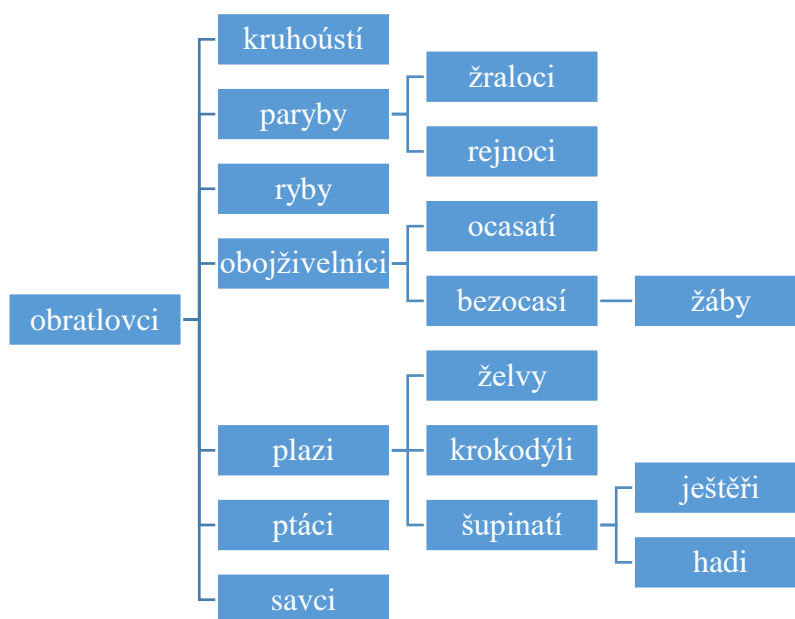 obratlovci
kruhoústí
paryby
žraloci
rejnoci
ryby
obojživelníci
ocasatí
bezocasí
žáby
plazi
želvy
krokodýli
šupinatí
ještěři
hadi
ptáci
savci